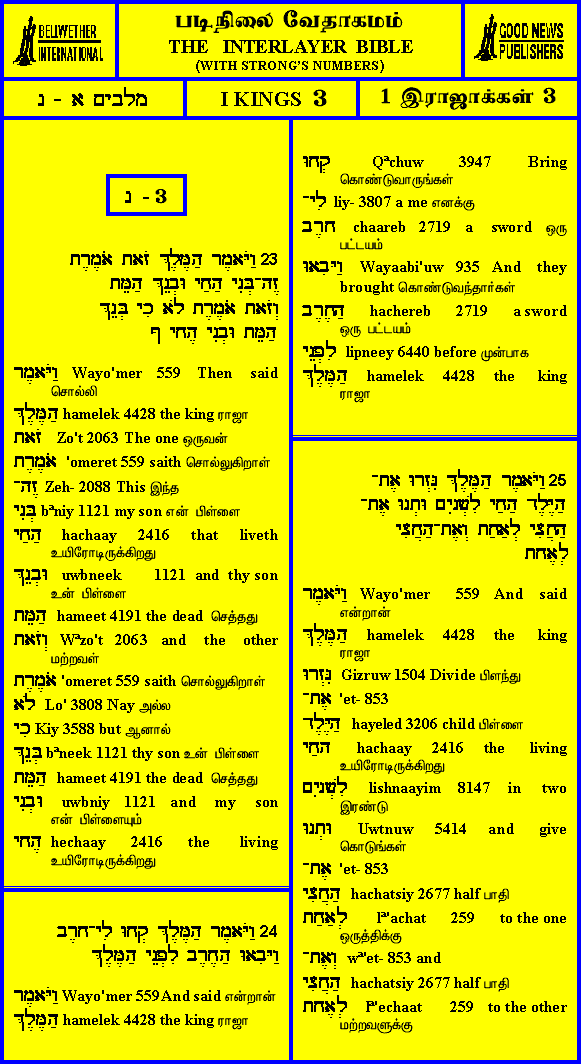 BELLWETHER
INTERNATIONAL
படிநிலை வேதாகமம்
THE INTERLAYER BIBLE
(WITH STRONG'S NUMBERS)
GOOD NEWS
PUBLISHERS
מלבים א - נ
I KINGS 3
1 இராஜாக்கள் 3
נ - 3
23 וַיֹּאמֶר הַמֶּלֶךְ זֹאת אֹמֶרֶת
זֶה־בְּנִי הַחַי וּבְנֵךְ הַמֵּת
וְזֹאת אֹמֶרֶת לֹא כִי בְּנֵךְ
הַמֵּת וּבְנִי הֶחָי ף
וַיֹּאמֶר Wayo'mer 559 Then said
சொல்லி
הַמֶּלֶךְ hamelek 4428 the king ராஜா
זֹאת Zo't 2063 The one ஒருவன்
אֹמֶרֶת 'omeret 559 saith சொல்லுகிறாள்
זֶה־ Zeh- 2088 This இந்த
בְּנִי bªniy 1121 my son என் பிள்ளை
הַחַי hachaay 2416 that liveth
உயிரோடிருக்கிறது
וּבְנֵךְ uwbneek 1121 and thy son
உன் பிள்ளை
הַמֵּת hameet 4191 the dead செத்தது
וְזֹאת Wªzo't 2063 and the other
மற்றவள்
אֹמֶרֶת 'omeret 559 saith சொல்லுகிறாள்
לֹא Lo' 3808 Nay அல்ல
כִי Kiy 3588 but ஆனால்
בְּנֵךְ bªneek 1121 thy son உன் பிள்ளை
הַמֵּת hameet 4191 the dead செத்தது
וּבְנִי uwbniy 1121 and my son
என் பிள்ளையும்
הֶחָי hechaay 2416 the living
உயிரோடிருக்கிறது
24 וַיֹּאמֶר הַמֶּלֶךְ קְחוּ לִי־חָרֶב
וַיָּבִאוּ הַחֶרֶב לִפְנֵי הַמֶּלֶךְ
וַיֹּאמֶר Wayo'mer 559 And said என்றான்
הַמֶּלֶךְ hamelek 4428 the king ராஜா
קְחוּ Qªchuw 3947 Bring
கொண்டுவாருங்கள்
לִי־ liy- 3807 a me எனக்கு
חָרֶב chaareb 2719 a sword ஒரு
பட்டயம்
וַיָּבִאוּ Wayaabi'uw 935 And they
brought கொண்டுவந்தார்கள்
הַחֶרֶב hachereb 2719 a sword
ஒரு பட்டயம்
לִפְנֵי lipneey 6440 before முன்பாக
הַמֶּלֶךְ hamelek 4428 the king
ராஜா
25 וַיֹּאמֶר הַמֶּלֶךְ גִּזְרוּ אֶת־
הַיֶּלֶד הַחַי לִשְׁנָיִם וּתְנוּ אֶת־
הַחֲצִי לְאַחַת וְאֶת־הַחֲצִי
לְאֶחָת
וַיֹּאמֶר Wayo'mer 559 And said
என்றான்
הַמֶּלֶךְ hamelek 4428 the king
ராஜா
גִּזְרוּ Gizruw 1504 Divide பிளந்து
אֶת־ 'et- 853
הַיֶּלֶד hayeled 3206 child பிள்ளை
הַחַי hachaay 2416 the living
உயிரோடிருக்கிறது
לִשְׁנָיִם lishnaayim 8147 in two
இரண்டு
וּתְנוּ Uwtnuw 5414 and give
கொடுங்கள்
אֶת־ 'et- 853
הַחֲצִי hachatsiy 2677 half பாதி
לְאַחַת lª'achat 259 to the one
ஒருத்திக்கு
וְאֶת־ wª'et- 853 and
הַחֲצִי hachatsiy 2677 half பாதி
לְאֶחָת lª'echaat 259 to the other
மற்றவளுக்கு